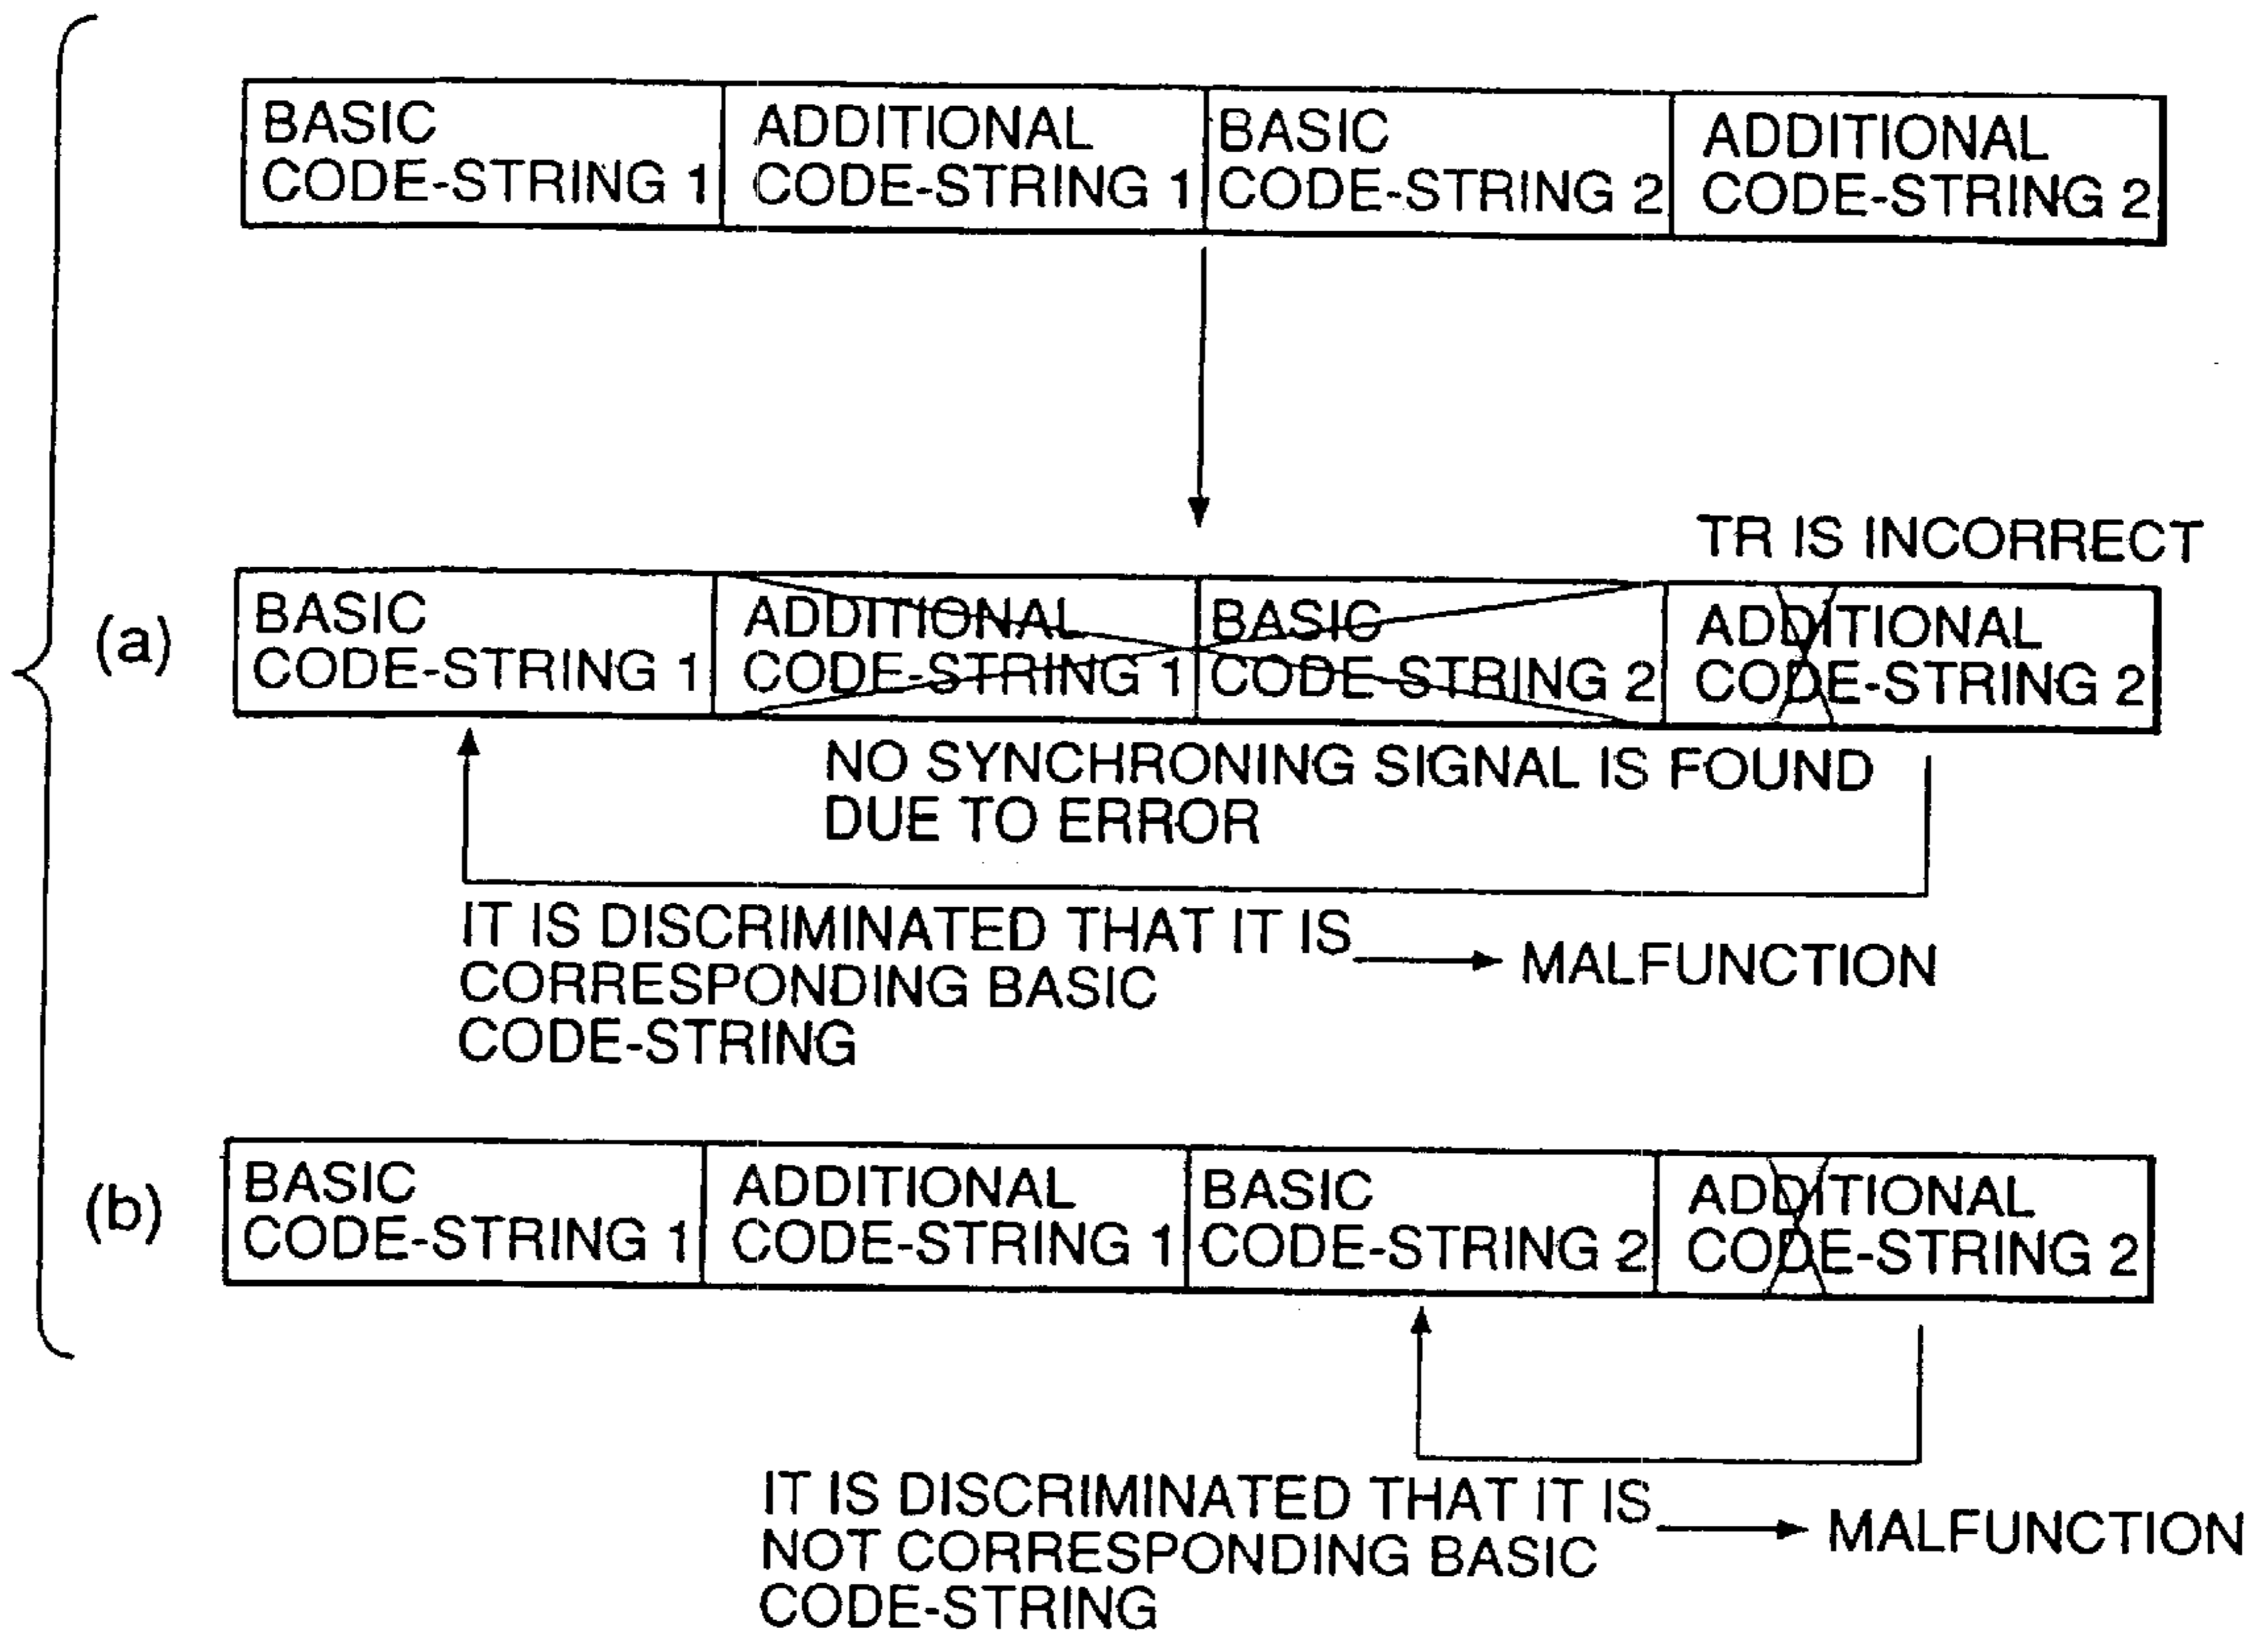 BASIC
CODE-STRING 1
ADDITIONAL
CODE-STRING 1
BASIC
CODE-STRING 2
ADDITIONAL
CODE-STRING 2
TR IS INCORRECT
(a)
BASIC
CODE-STRING 1
ADDITIONAL
CODE-STRING 1
BASIC
CODE-STRING 2
ADDITIONAL
CODE-STRING 2
NO SYNCHRONING SIGNAL IS FOUND
DUE TO ERROR
IT IS DISCRIMINATED THAT IT IS
CORRESPONDING BASIC
CODE-STRING
MALFUNCTION
(b)
BASIC
CODE-STRING 1
ADDITIONAL
CODE-STRING 1
BASIC
CODE-STRING 2
ADDITIONAL
CODE-STRING 2
IT IS DISCRIMINATED THAT IT IS
NOT CORRESPONDING BASIC
CODE-STRING
MALFUNCTION